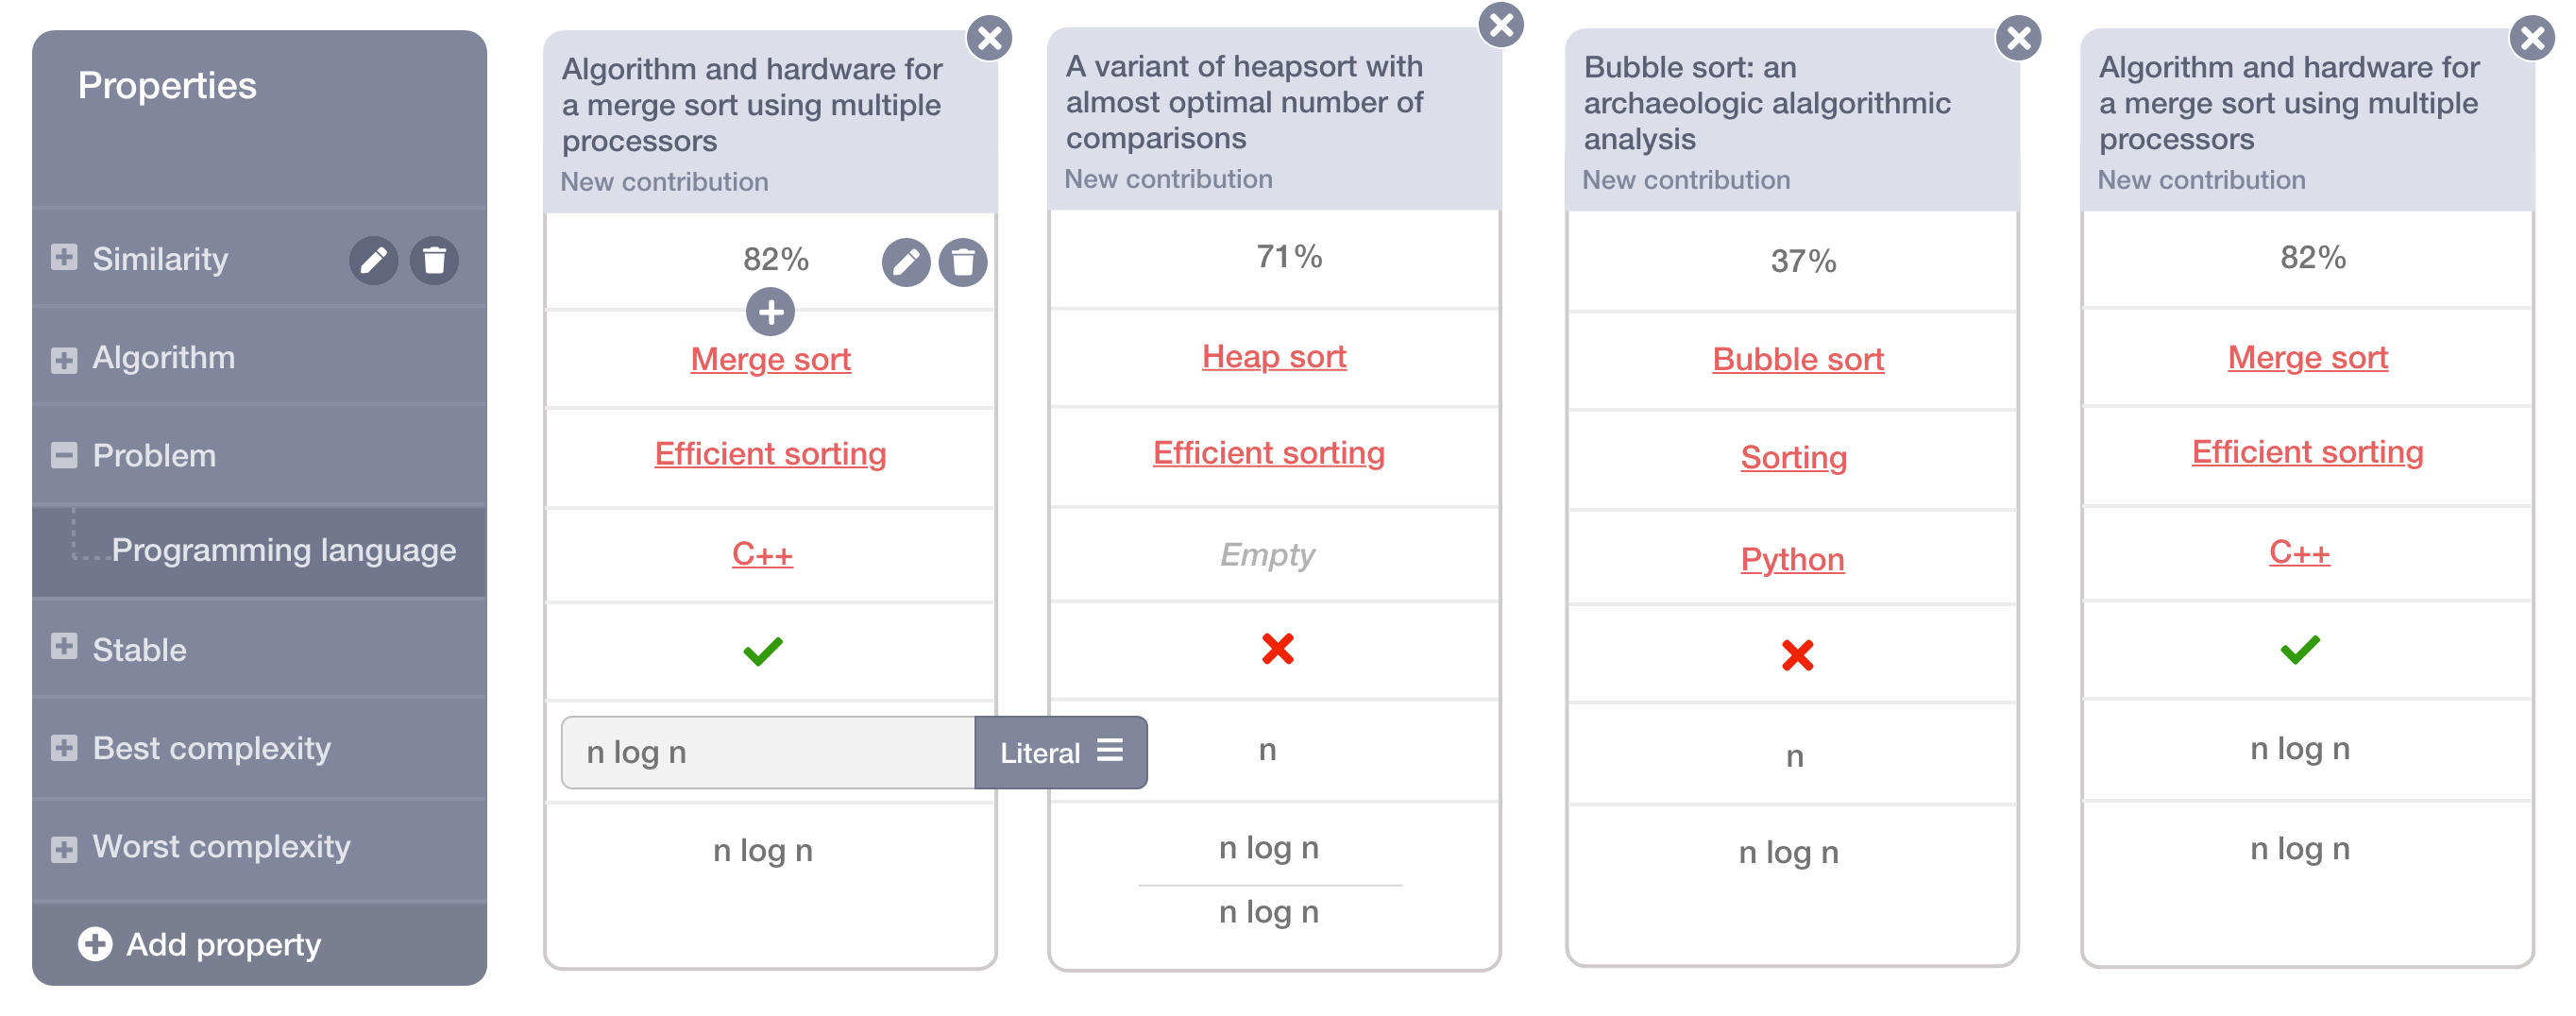 Properties
Similarity
Algorithm
Problem
Programming language
Stable
Best complexity
Worst complexity
Add property
Algorithm and hardware for
a merge sort using multiple
processors
New contribution
82%
Merge sort
Efficient sorting
C++
n log n
Literal
n log n
A variant of heapsort with
almost optimal number of
comparisons
New contribution
71%
Heap sort
Efficient sorting
Empty
n
n log n
n log n
Bubble sort: an
archaeologic alalgorithmic
analysis
New contribution
37%
Bubble sort
Sorting
Python
n
n log n
Algorithm and hardware for
a merge sort using multiple
processors
New contribution
82%
Merge sort
Efficient sorting
C++
n log n
n log n